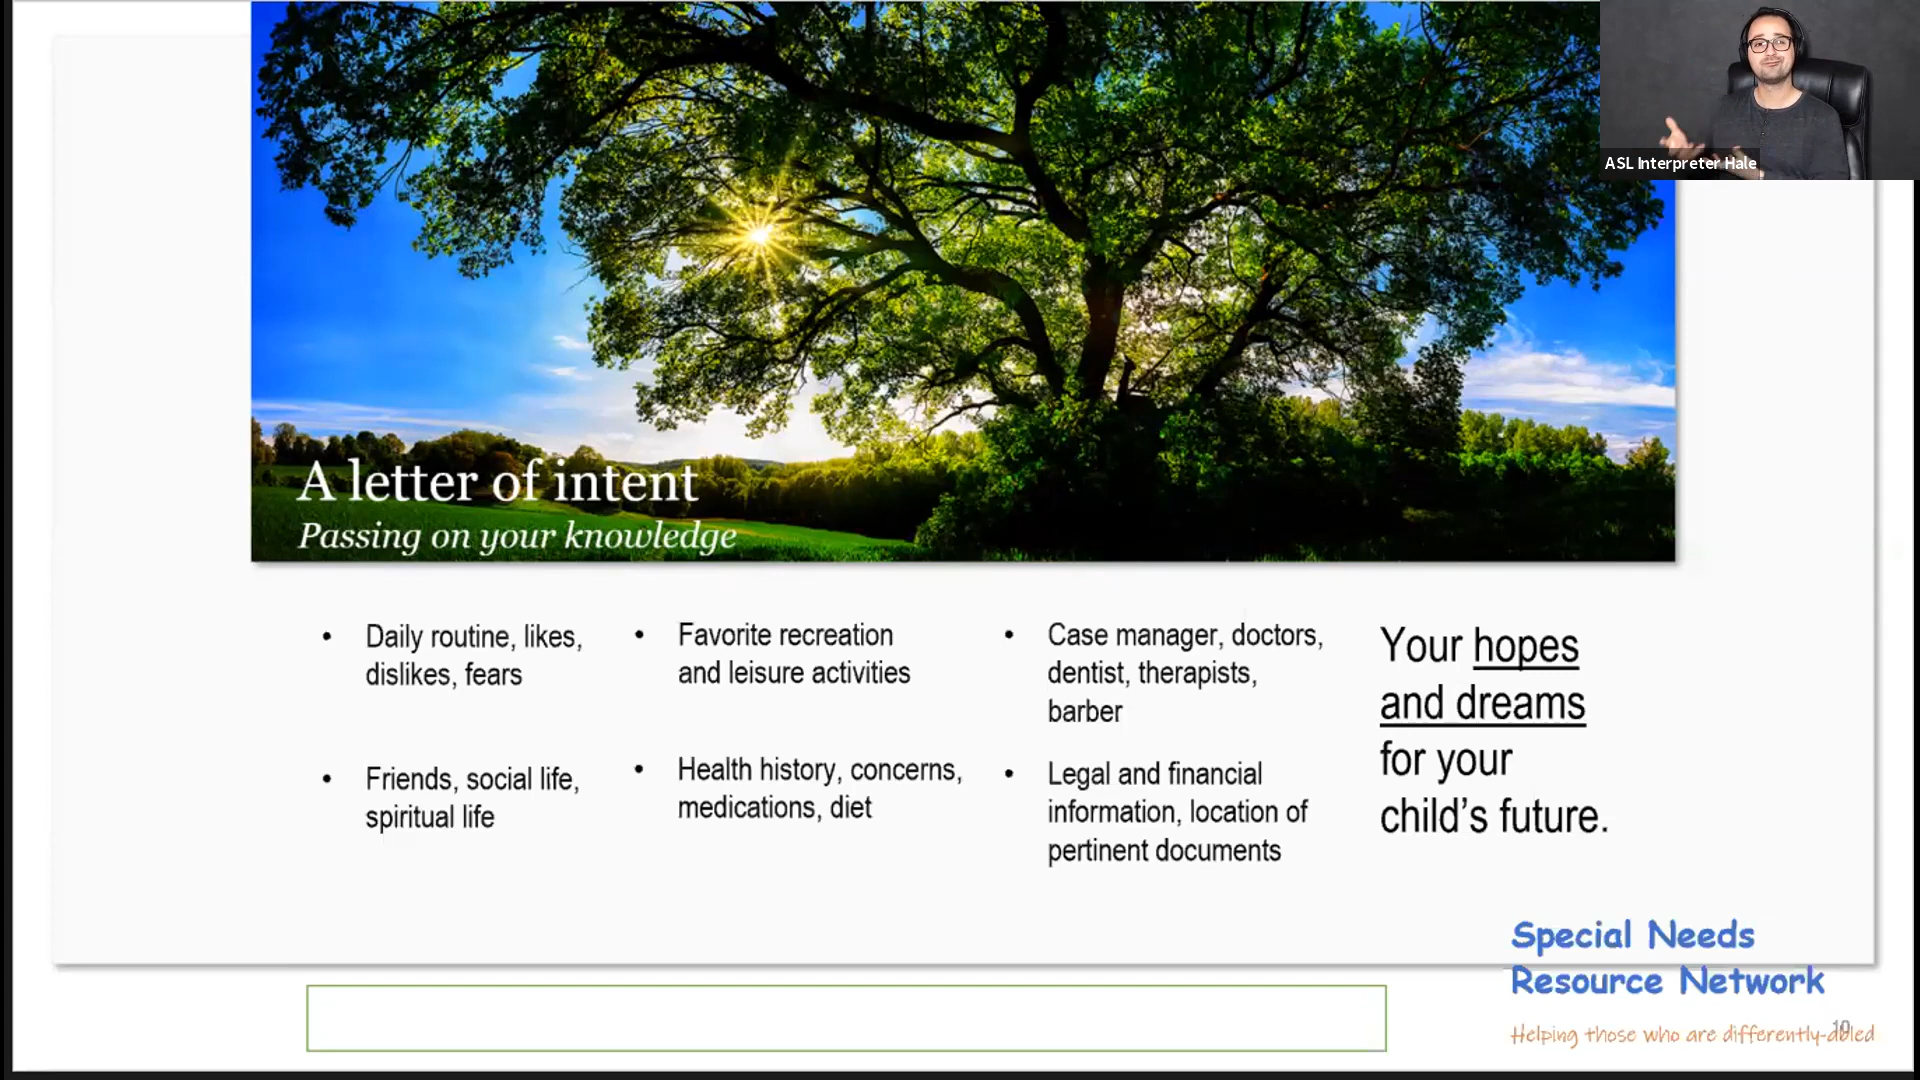 ASL Interpreter Hale
A letter of intent
Passing on your knowledge
• Daily routine, likes,
dislikes, fears
• Friends, social life,
spiritual life
• Favorite recreation
and leisure activities
• Health history, concerns,
medications, diet
• Case manager, doctors,
dentist, therapists,
barber
• Legal and financial
information, location of
pertinent documents
Your hopes
and dreams
for your
child's future.
Special Needs
Resource Network
Helping those who are differently-abled
10